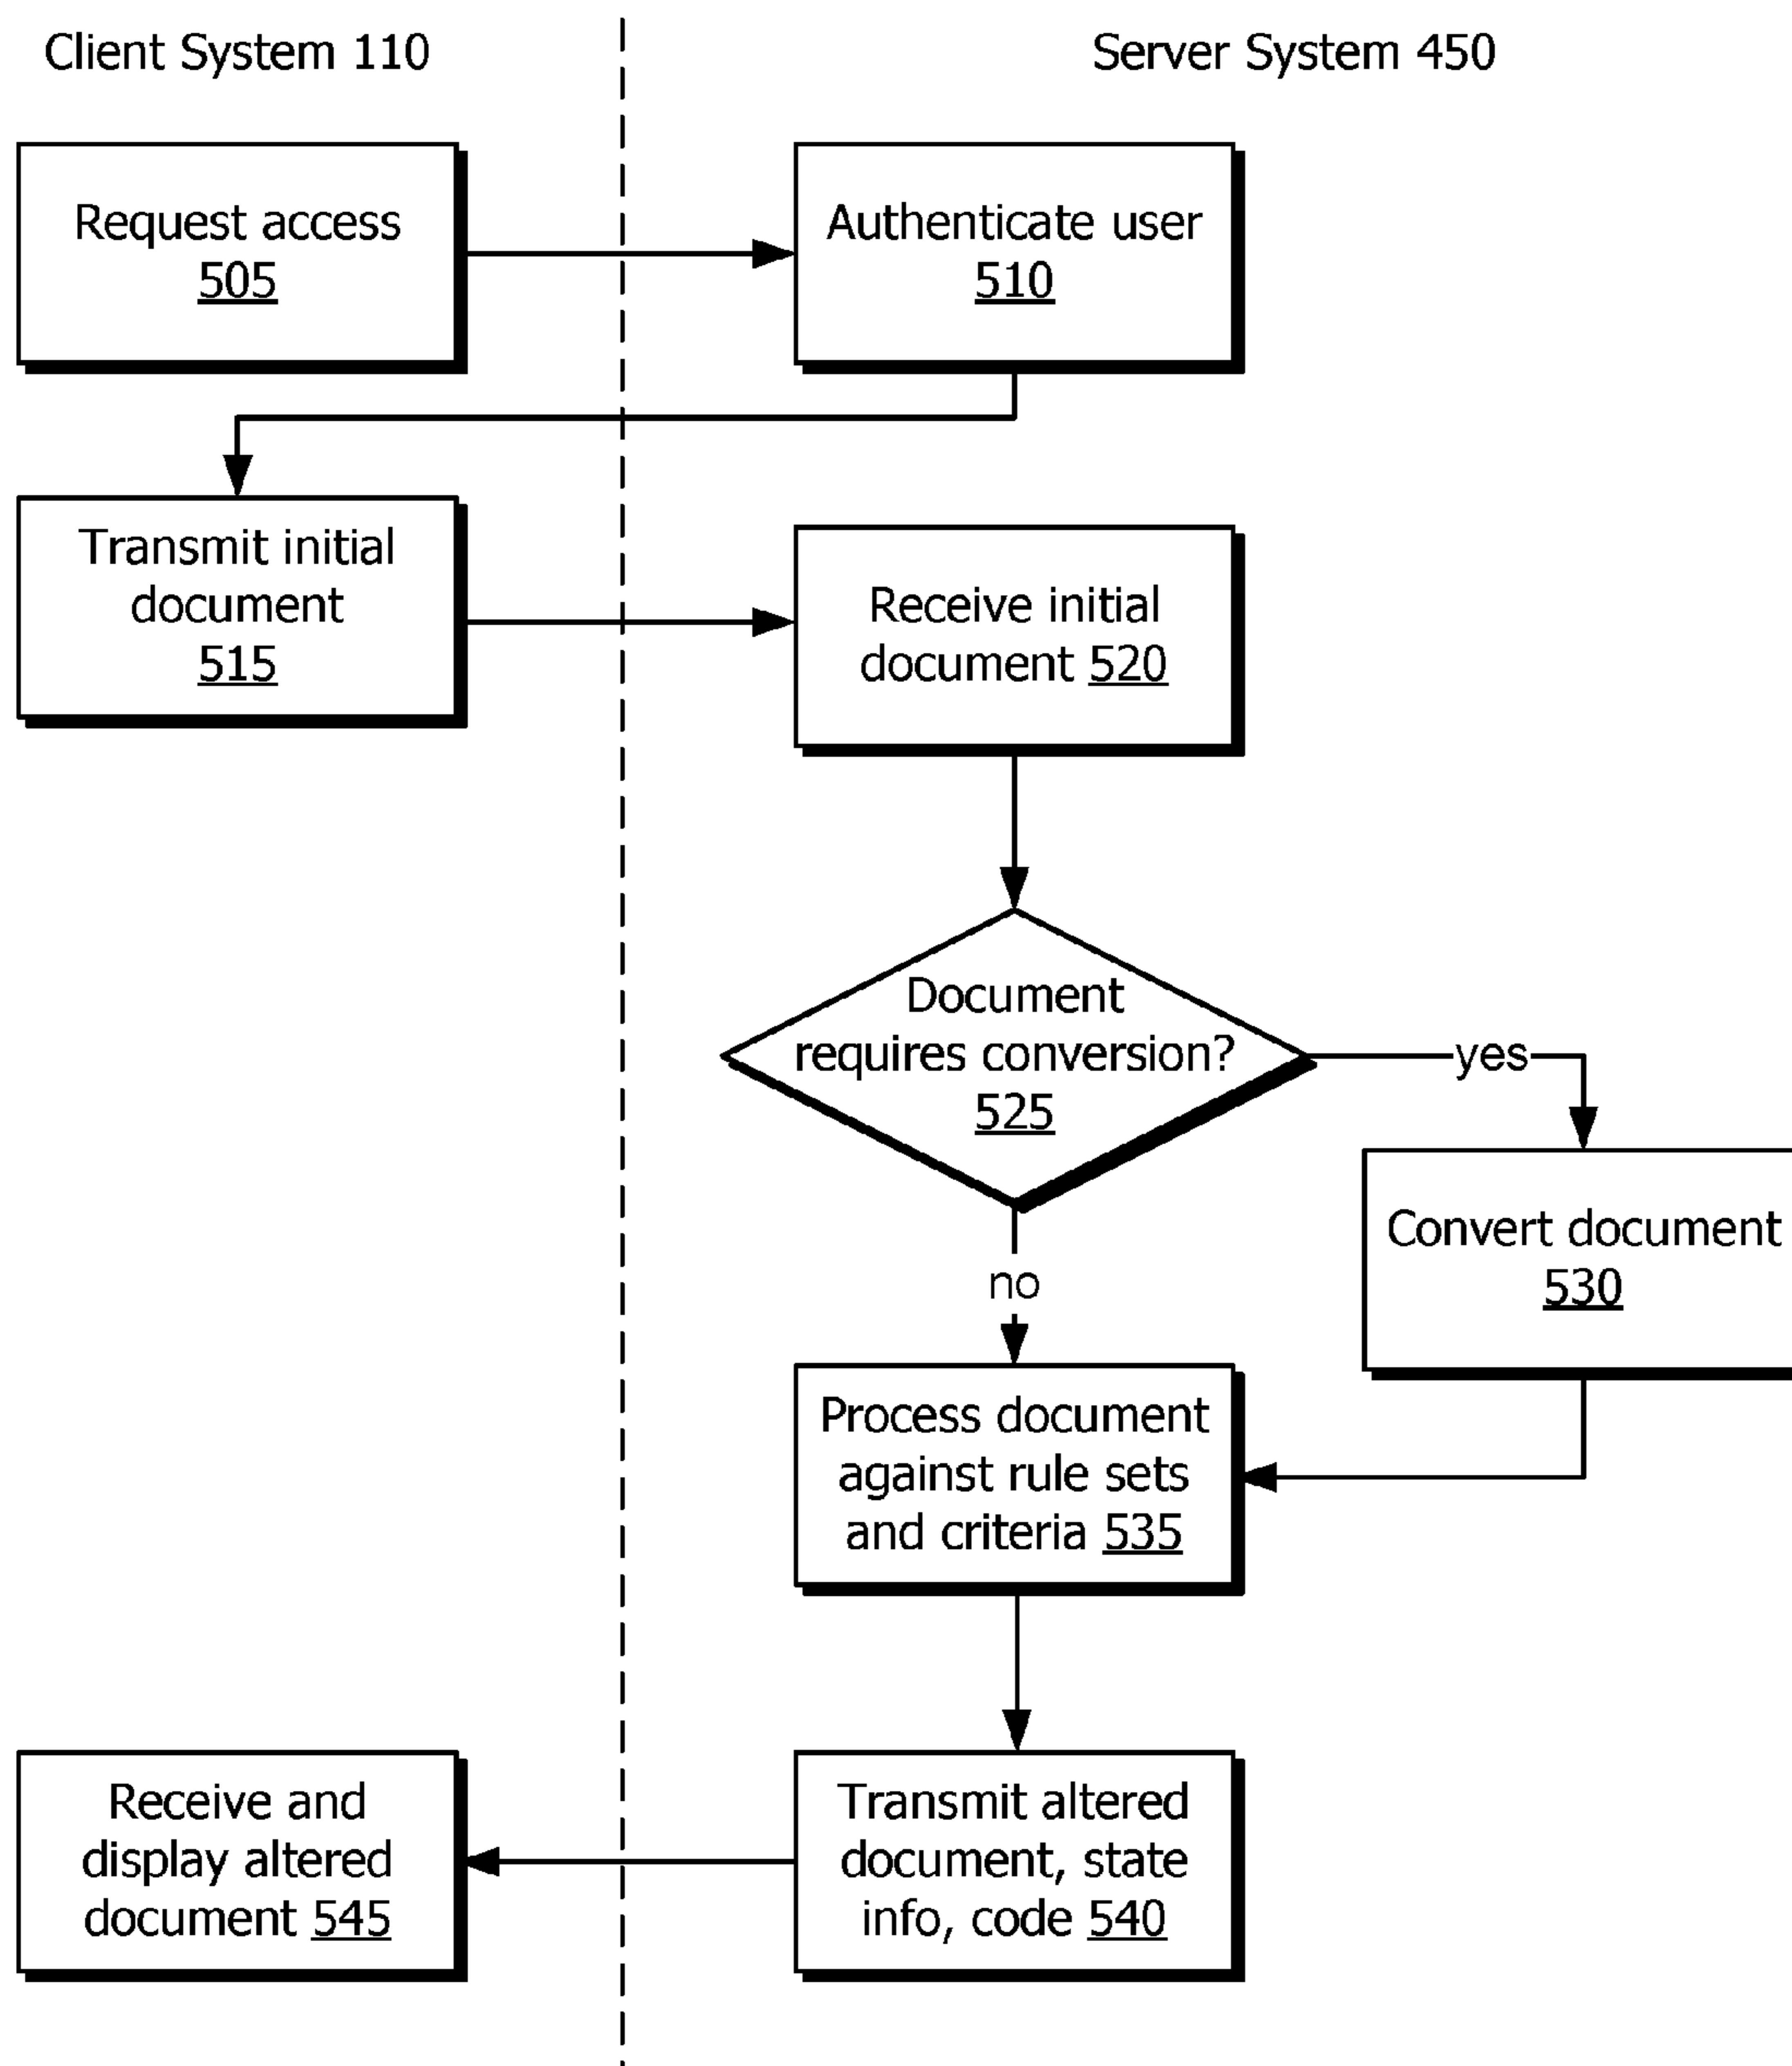 Client System 110
Server System 450
Request access
505
Authenticate user
510
Transmit initial
document
515
Receive initial
document 520
Document
requires conversion?
525
yes
no
Convert document
530
Process document
against rule sets
and criteria 535
Transmit altered
document, state
info, code 540
Receive and
display altered
document 545